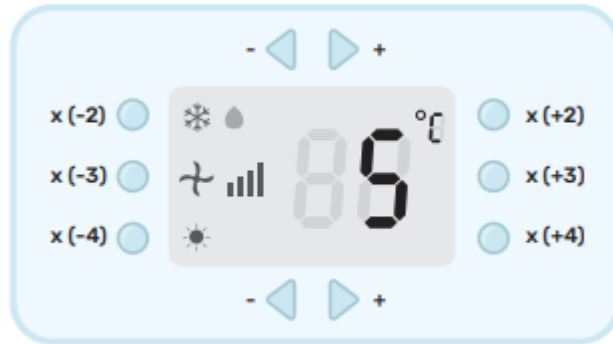 - +
x (-2) x (+2)
5 °C
x (-3) x (+3)
x (-4) x (+4)
- +